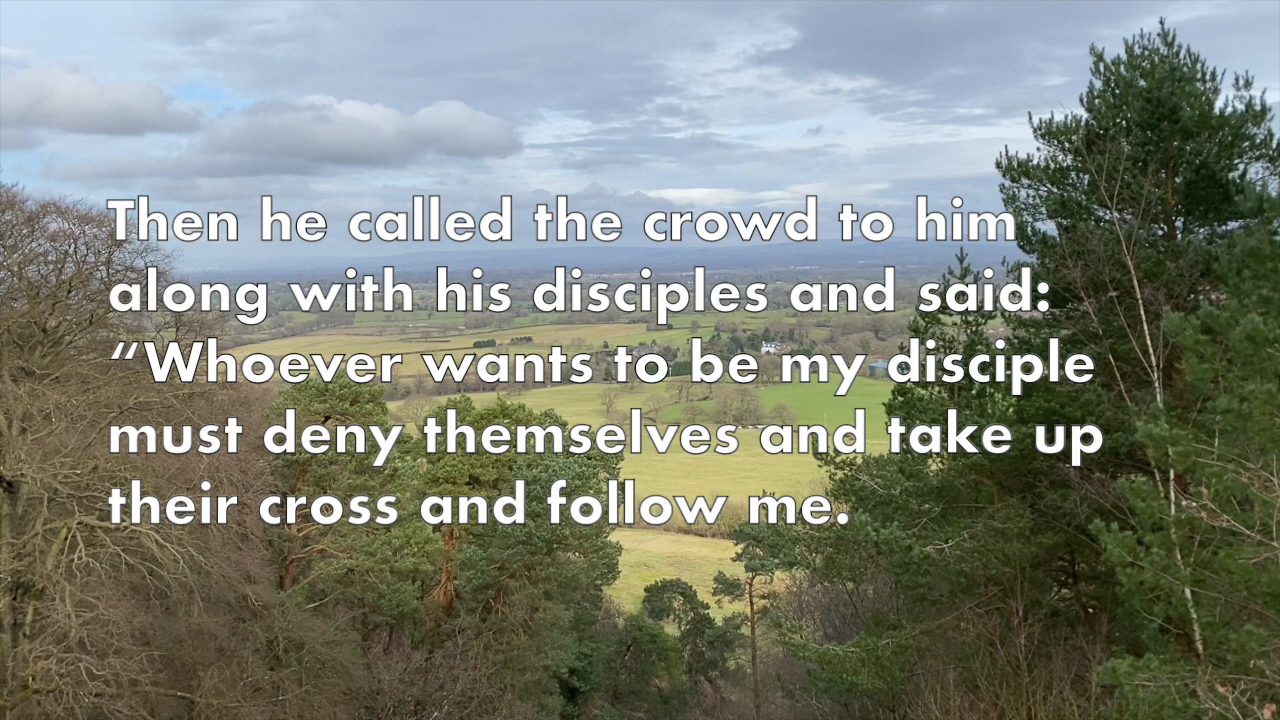 Then he called the crowd to him
along with his disciples and said:
“Whoever wants to be my disciple
must deny themselves and take up
their cross and follow me.